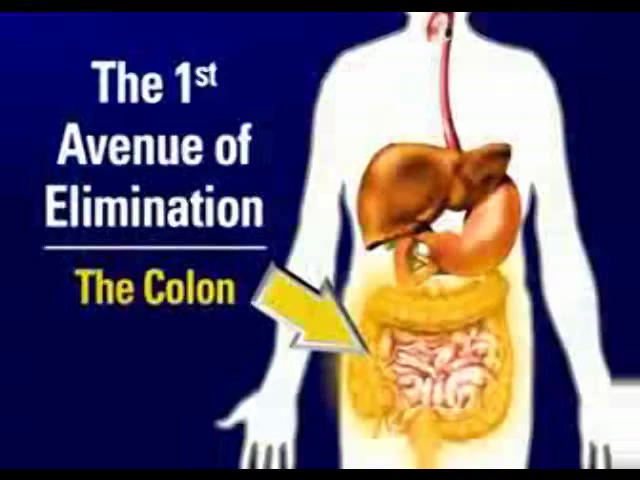 The 1st
Avenue of
Elimination
The Colon